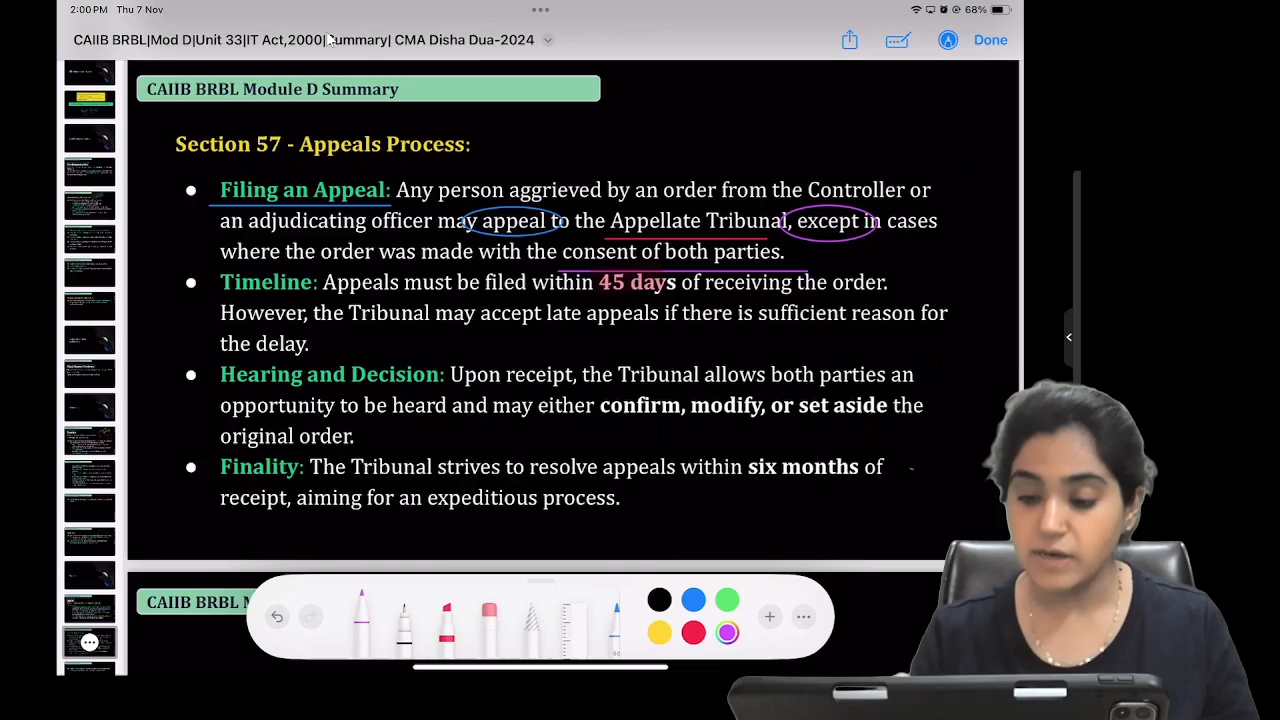 2:00 PM Thu 7 Nov
68%
CAIIB BRBL|Mod D|Unit 33|IT Act,2000|Summary| CMA Disha Dua-2024
Done
CAIIB BRBL Module D Summary
Section 57 - Appeals Process:
Filing an Appeal: Any person aggrieved by an order from the Controller or
an adjudicating officer may appeal to the Appellate Tribunal, except in cases
where the order was made with the consent of both parties.
Timeline: Appeals must be filed within 45 days of receiving the order.
However, the Tribunal may accept late appeals if there is sufficient reason for
the delay.
Hearing and Decision: Upon receipt, the Tribunal allows both parties an
opportunity to be heard and may either confirm, modify, or set aside the
original order.
Finality: The Tribunal strives to resolve appeals within six months of
receipt, aiming for an expeditious process.
CAIIB BRBL M